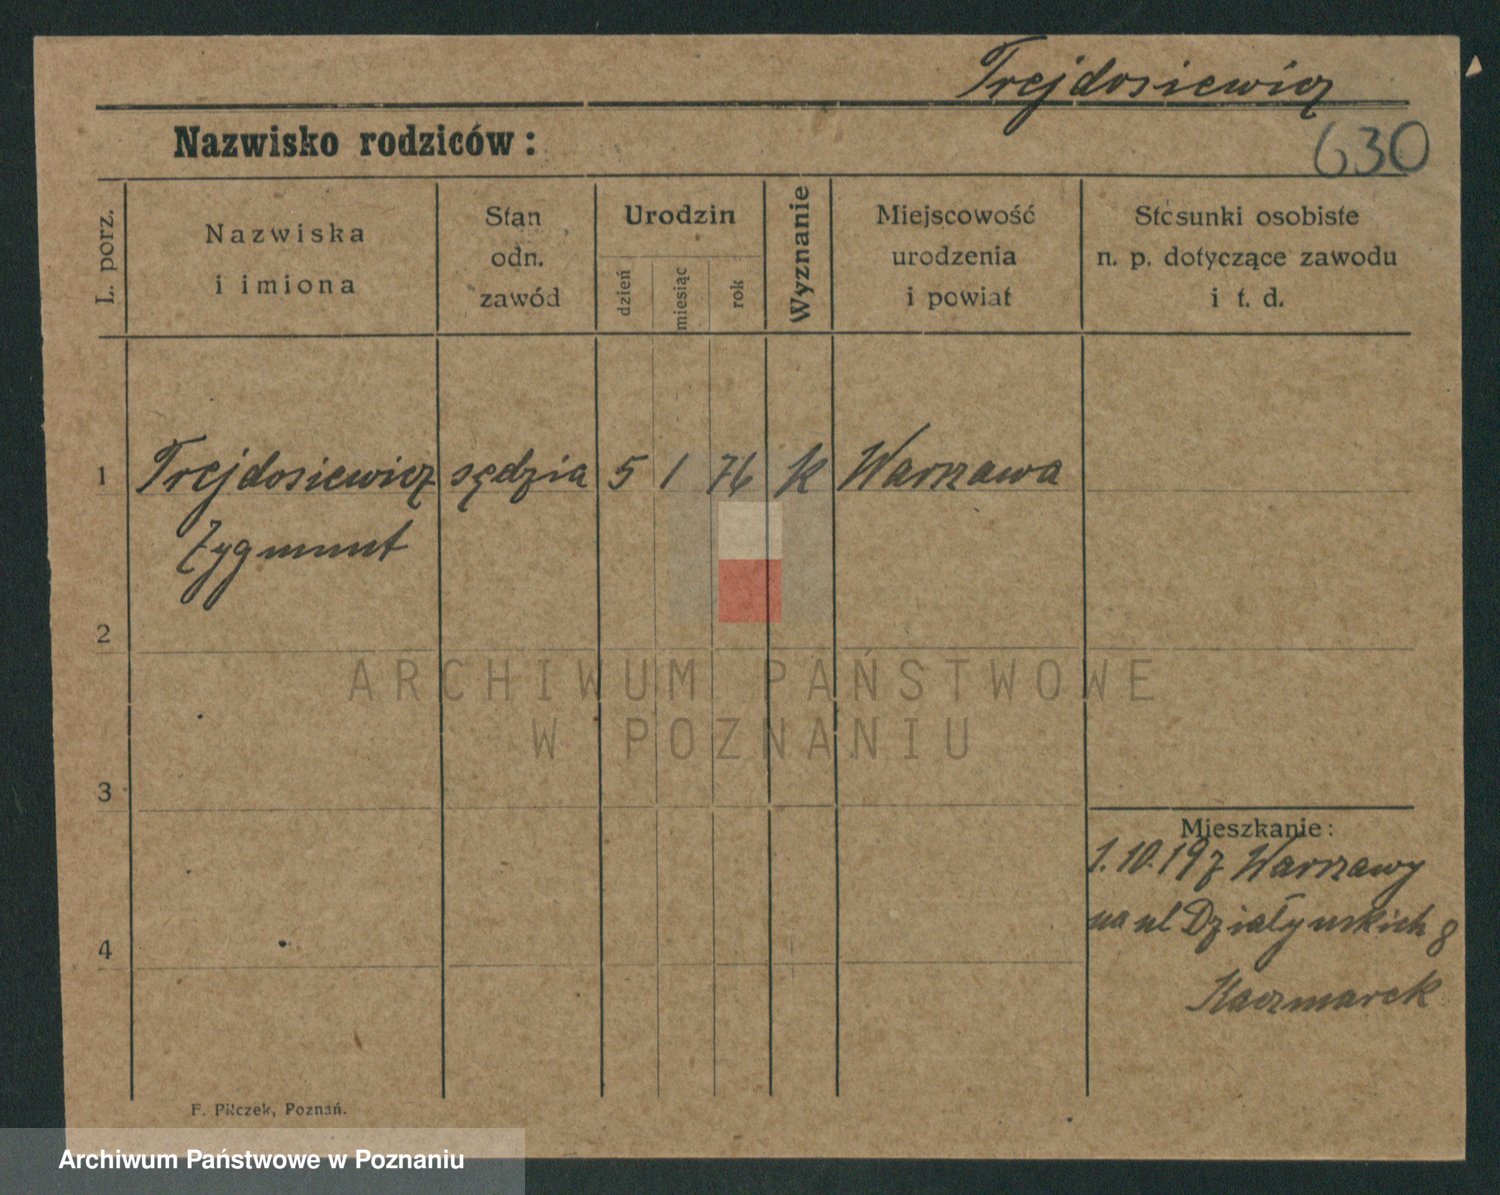 Trejdosiewicz
Nazwisko rodziców:
630
L. porz.
Nazwiska
i imiona
Stan
odn.
zawód
Urodzin
dzień
miesiąc
rok
Wyznanie
Miejscowość
urodzenia
i powiat
Stosunki osobiste
n. p. dotyczące zawodu
i t. d.
1 Trejdosiewicz sędzia 5 1 76 k Warszawa
Zygmunt
2
ARCHIWUM PAŃSTWOWE
W POZNANIU
3
Mieszkanie:
1.10.19 z Warszawy
na ul Działyńskich 8
4
Kaczmarek
F. Pilczek, Poznań.
Archiwum Państwowe w Poznaniu